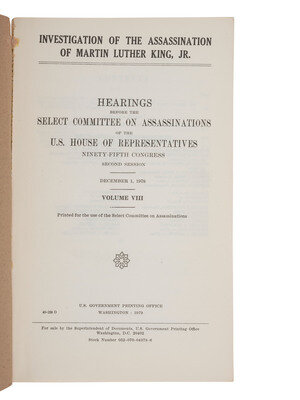 INVESTIGATION OF THE ASSASSINATION
OF MARTIN LUTHER KING, JR.
HEARINGS
BEFORE THE
SELECT COMMITTEE ON ASSASSINATIONS
OF THE
U.S. HOUSE OF REPRESENTATIVES
NINETY-FIFTH CONGRESS
SECOND SESSION
DECEMBER 1, 1978
VOLUME VIII
Printed for the use of the Select Committee on Assassinations
U.S. GOVERNMENT PRINTING OFFICE
WASHINGTON : 1979
For sale by the Superintendent of Documents, U.S. Government Printing Office
Washington, D.C. 20402
Stock Number